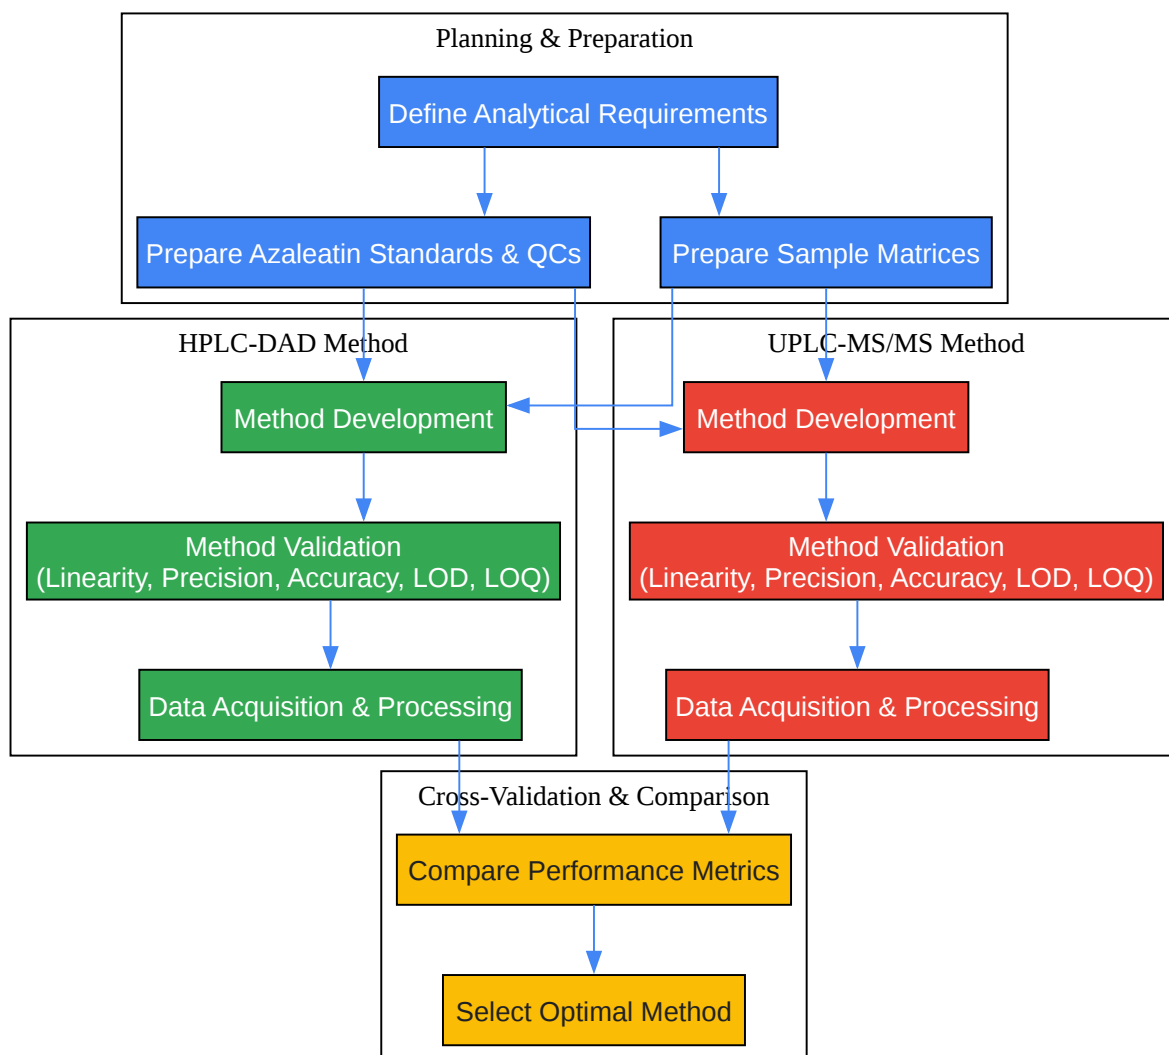 Planning & Preparation
Define Analytical Requirements
Prepare Azaleatin Standards & QCs
Prepare Sample Matrices
HPLC-DAD Method
Method Development
Method Validation
(Linearity, Precision, Accuracy, LOD, LOQ)
Data Acquisition & Processing
UPLC-MS/MS Method
Method Development
Method Validation
(Linearity, Precision, Accuracy, LOD, LOQ)
Data Acquisition & Processing
Cross-Validation & Comparison
Compare Performance Metrics
Select Optimal Method